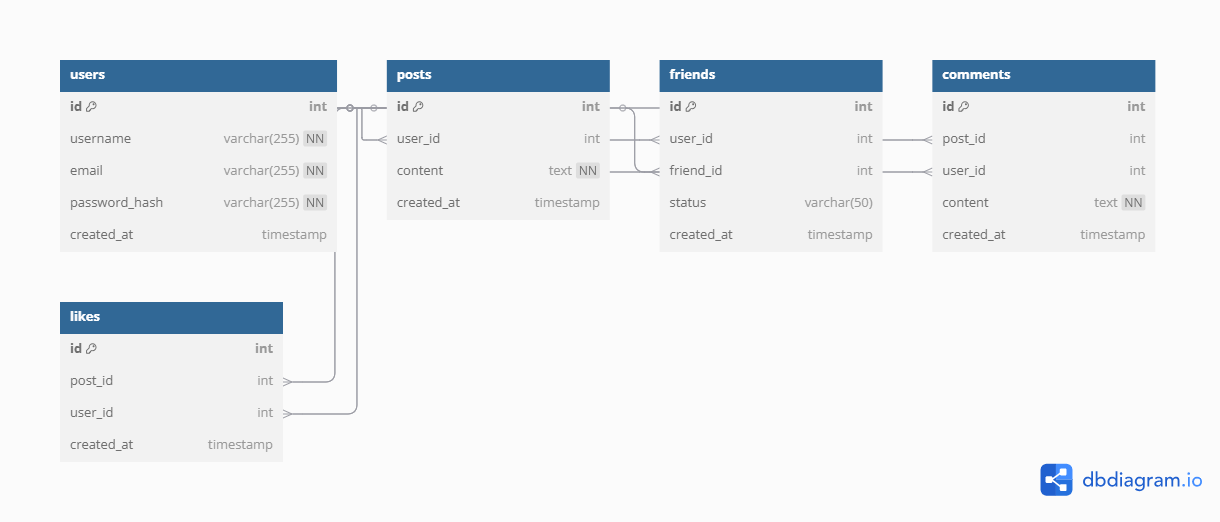 users
id int
username varchar(255) NN
email varchar(255) NN
password_hash varchar(255) NN
created_at timestamp
posts
id int
user_id int
content text NN
created_at timestamp
friends
id int
user_id int
friend_id int
status varchar(50)
created_at timestamp
comments
id int
post_id int
user_id int
content text NN
created_at timestamp
likes
id int
post_id int
user_id int
created_at timestamp
dbdiagram.io